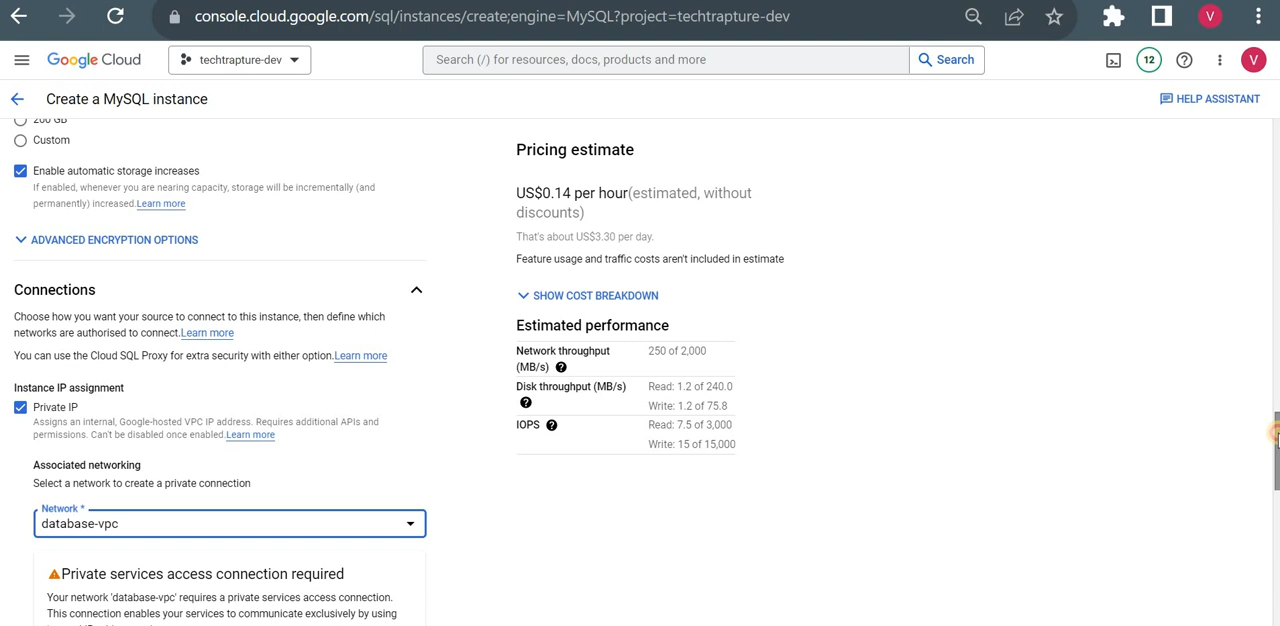 console.cloud.google.com/sql/instances/create;engine=MySQL?project=techtrapture-dev
V
Google Cloud
techtrapture-dev
Search (/) for resources, docs, products and more
Search
12
V
Create a MySQL instance
HELP ASSISTANT
200 GB
Custom
Enable automatic storage increases
If enabled, whenever you are nearing capacity, storage will be incrementally (and
permanently) increased.Learn more
ADVANCED ENCRYPTION OPTIONS
Connections
Choose how you want your source to connect to this instance, then define which
networks are authorised to connect.Learn more
You can use the Cloud SQL Proxy for extra security with either option.Learn more
Instance IP assignment
Private IP
Assigns an internal, Google-hosted VPC IP address. Requires additional APIs and
permissions. Can't be disabled once enabled.Learn more
Associated networking
Select a network to create a private connection
Network *
database-vpc
Private services access connection required
Your network 'database-vpc' requires a private services access connection.
This connection enables your services to communicate exclusively by using
Pricing estimate
US$0.14 per hour(estimated, without
discounts)
That's about US$3.30 per day.
Feature usage and traffic costs aren't included in estimate
SHOW COST BREAKDOWN
Estimated performance
Network throughput
(MB/s)
250 of 2,000
Disk throughput (MB/s)
Read: 1.2 of 240.0
Write: 1.2 of 75.8
IOPS
Read: 7.5 of 3,000
Write: 15 of 15,000